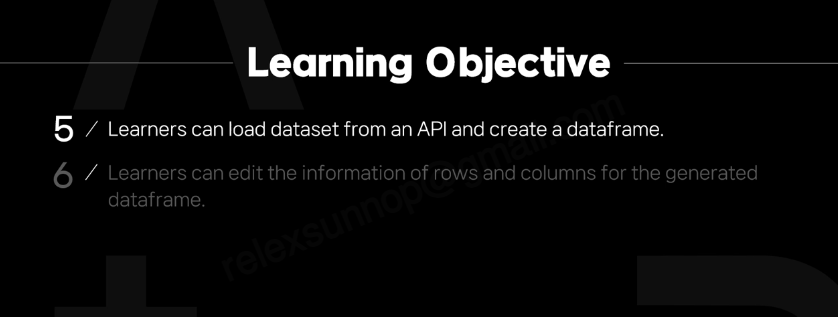 Learning Objective
5 / Learners can load dataset from an API and create a dataframe.
6 / Learners can edit the information of rows and columns for the generated
dataframe.
relexsunnop@gmail.com